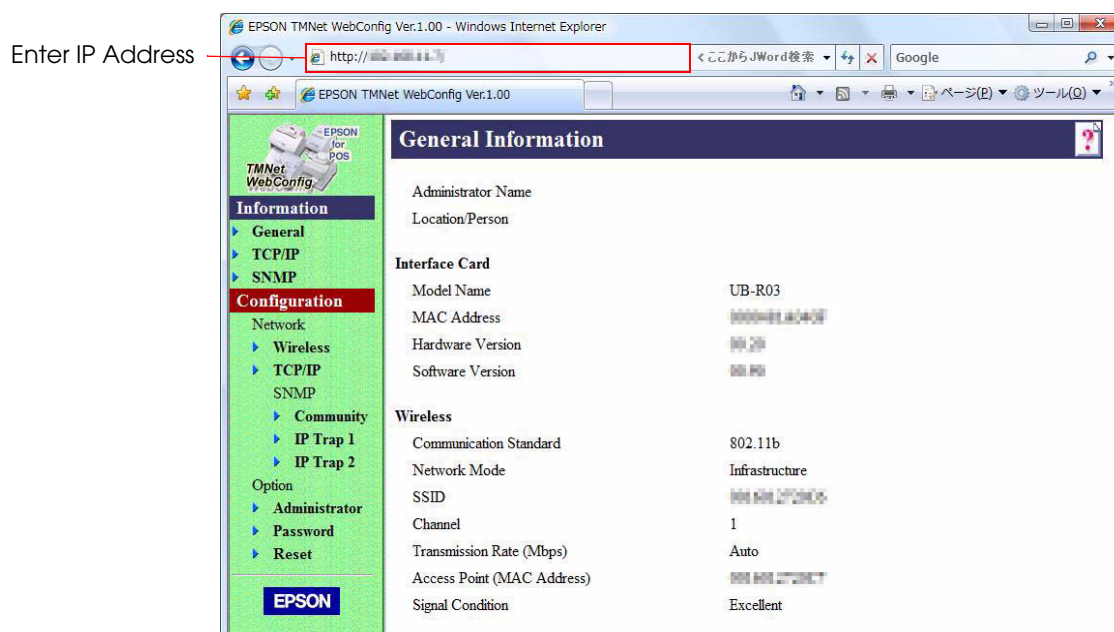 EPSON TMNet WebConfig Ver.1.00 - Windows Internet Explorer
Enter IP Address
http://
<ここからJWord検索
Google
EPSON TMNet WebConfig Ver.1.00
ページ(P)
ツール(O)
EPSON
for
POS
TMNet
WebConfig
Information
General
TCP/IP
SNMP
Configuration
Network
Wireless
TCP/IP
SNMP
Community
IP Trap 1
IP Trap 2
Option
Administrator
Password
Reset
EPSON
General Information
?
Administrator Name
Location/Person
Interface Card
Model Name UB-R03
MAC Address
Hardware Version
Software Version
Wireless
Communication Standard 802.11b
Network Mode Infrastructure
SSID
Channel 1
Transmission Rate (Mbps) Auto
Access Point (MAC Address)
Signal Condition Excellent